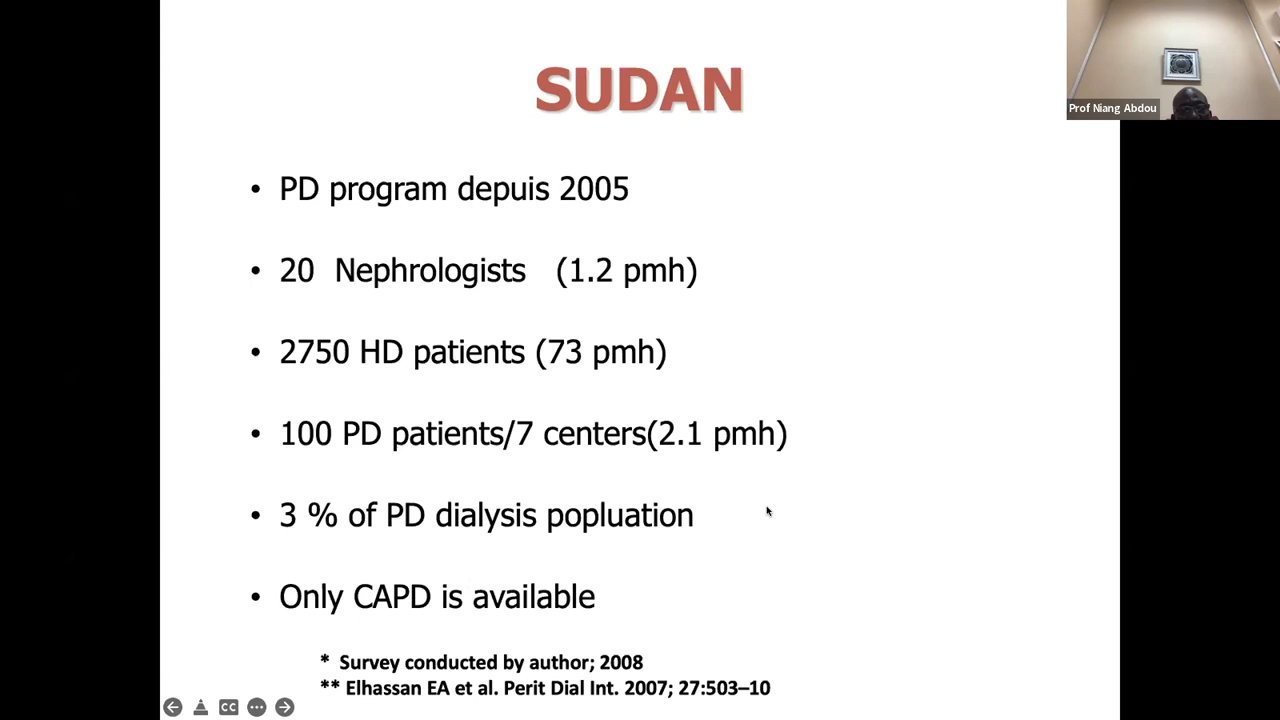 SUDAN
Prof Niang Abdou
• PD program depuis 2005
• 20 Nephrologists (1.2 pmh)
• 2750 HD patients (73 pmh)
• 100 PD patients/7 centers(2.1 pmh)
• 3 % of PD dialysis popluation
• Only CAPD is available
* Survey conducted by author; 2008
** Elhassan EA et al. Perit Dial Int. 2007; 27:503–10
CC